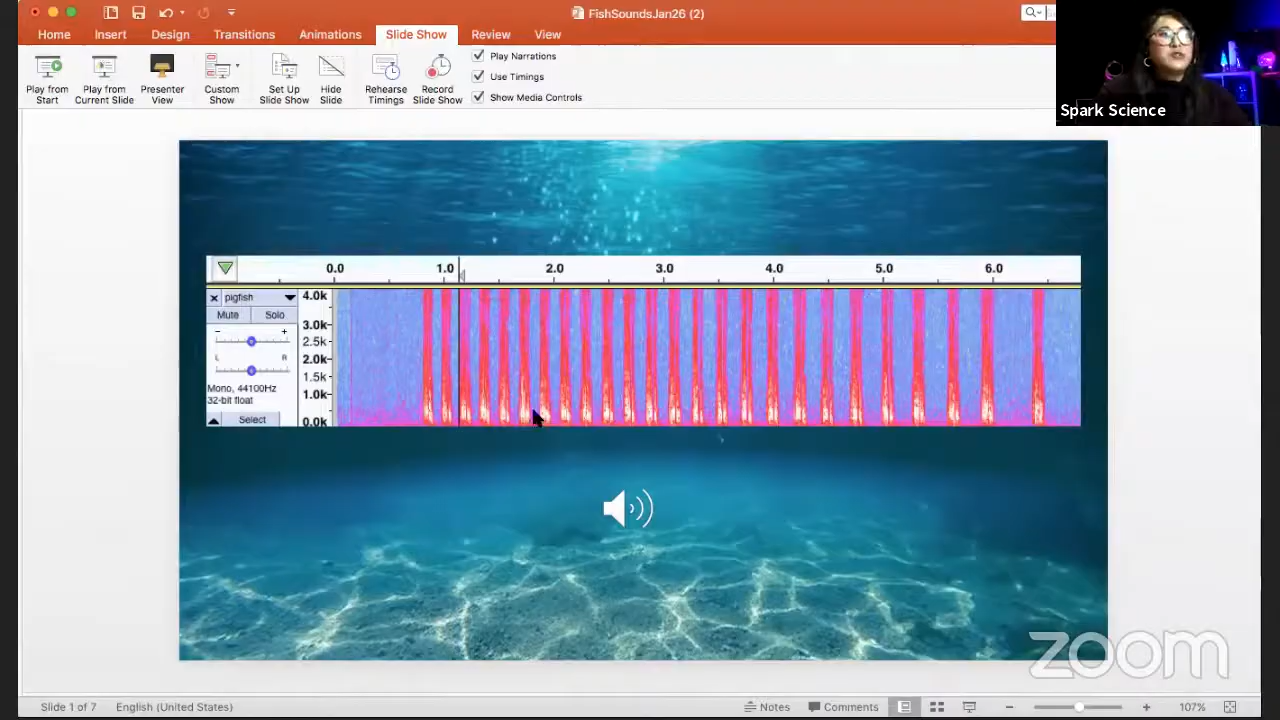 FishSoundsJan26 (2)
Home Insert Design Transitions Animations Slide Show Review View
Play from Start
Play from Current Slide
Presenter View
Custom Show
Set Up Slide Show
Hide Slide
Rehearse Timings
Record Slide Show
Play Narrations
Use Timings
Show Media Controls
Spark Science
0.0 1.0 2.0 3.0 4.0 5.0 6.0
pigfish
Mute Solo
- +
L R
Mono, 44100Hz
32-bit float
Select
4.0k-
3.0k-
2.5k-
2.0k-
1.5k-
1.0k-
0.0k
zoom
Slide 1 of 7 English (United States) Notes Comments 107%